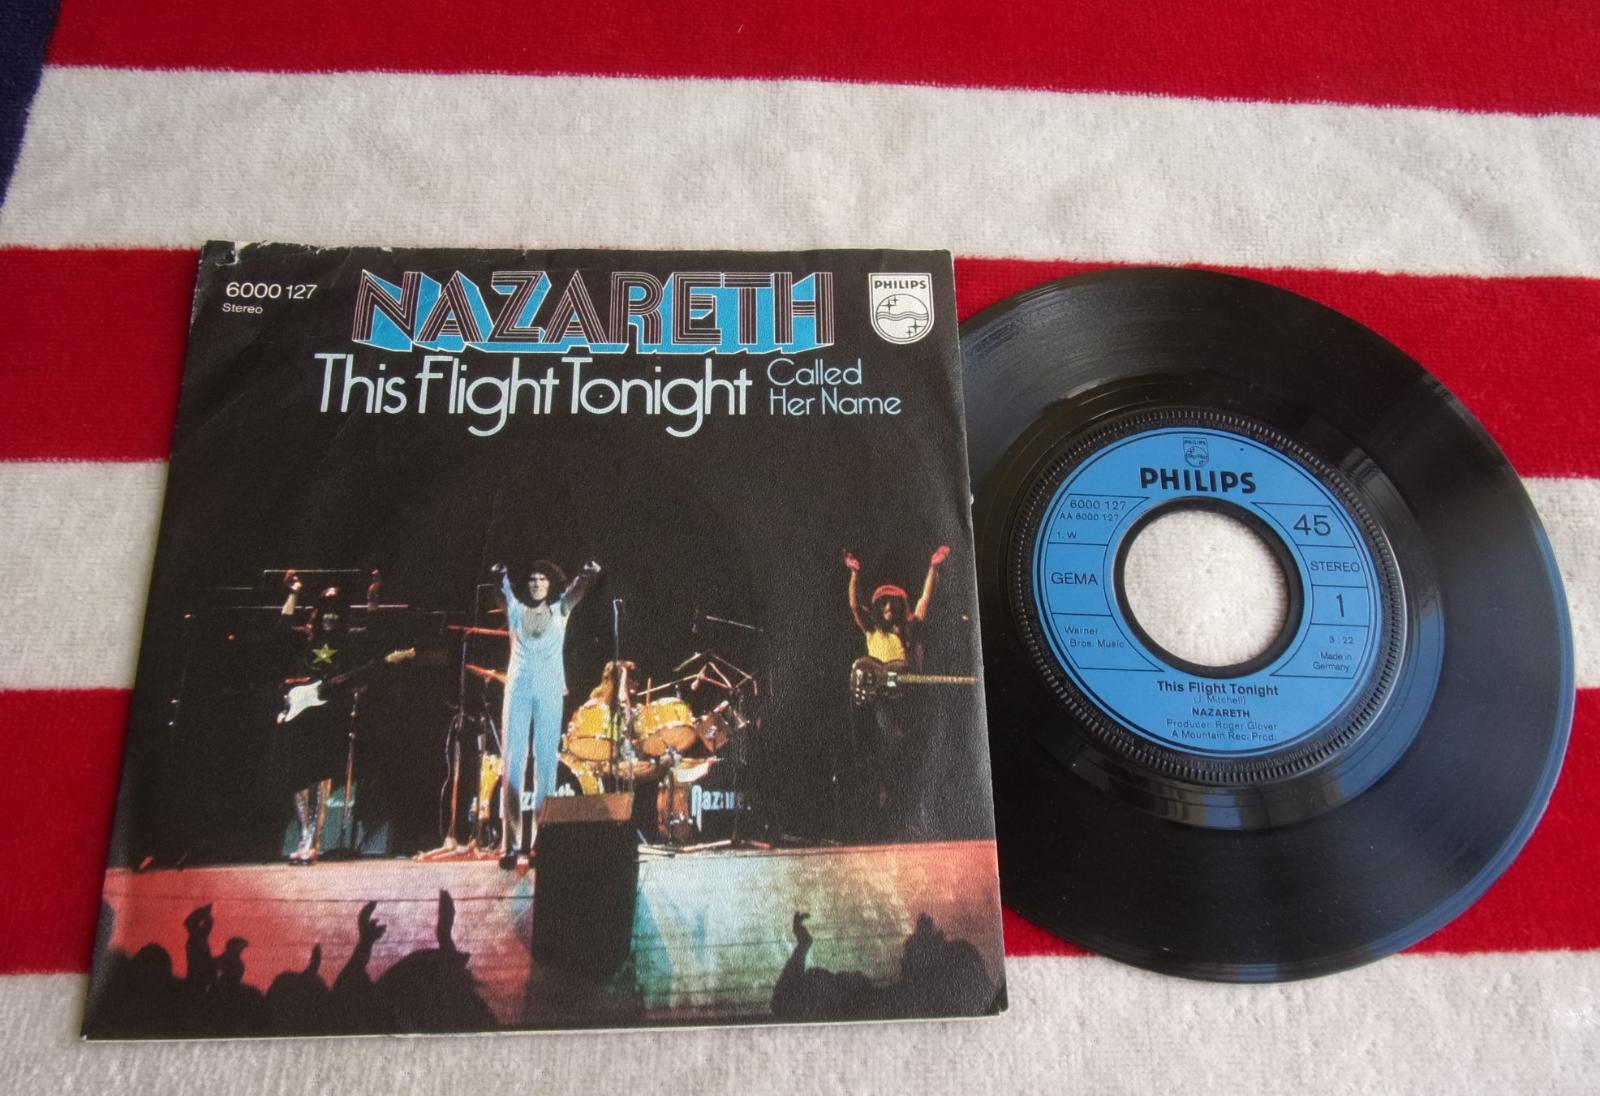 6000 127
Stereo
NAZARETH
PHILIPS
This Flight Tonight
Called
Her Name
Nazareth
PHILIPS
PHILIPS
6000 127
AA 6000 127
1. W
45
GEMA
STEREO
1
Warner
Bros. Music
3:22
Made in
Germany
This Flight Tonight
(J. Mitchell)
NAZARETH
Producer: Roger Glover
A Mountain Rec. Prod.